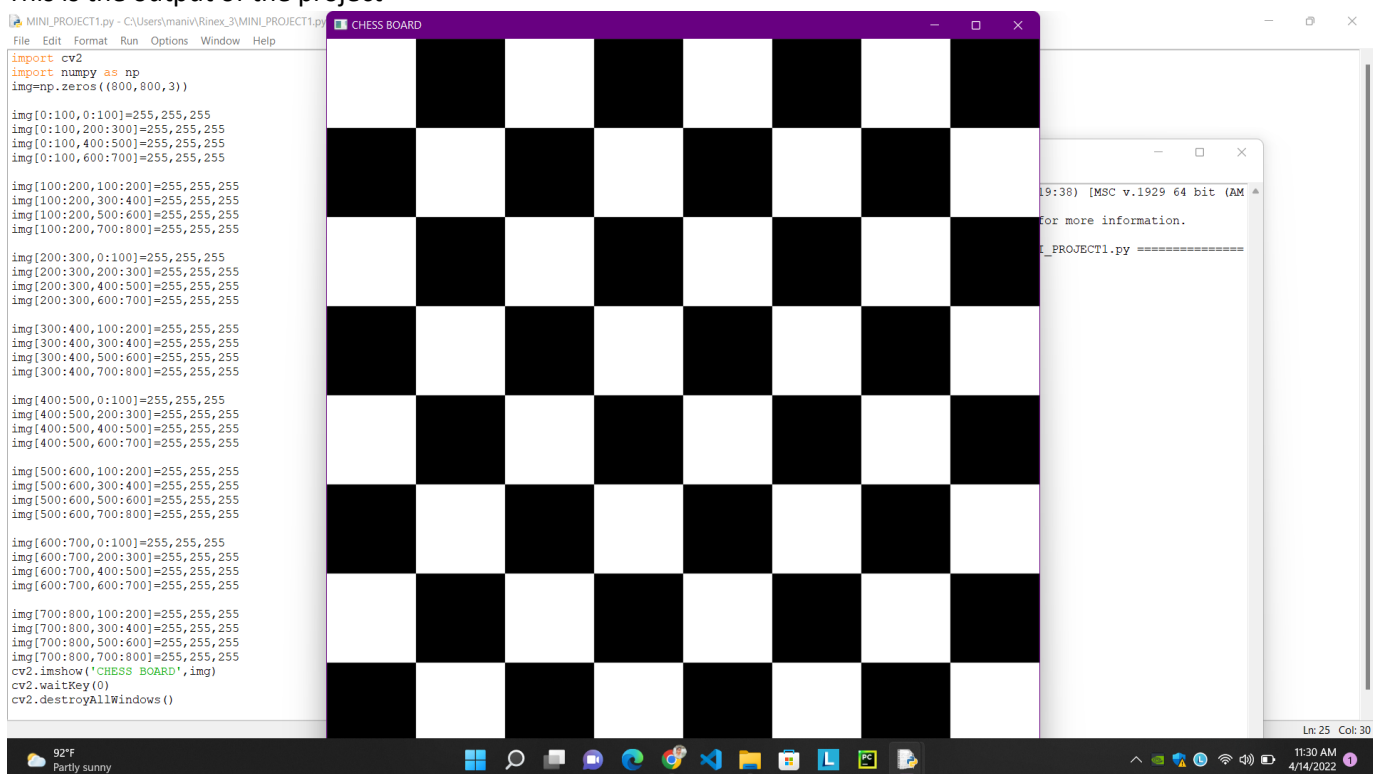 This is the output of the project
MINI_PROJECT1.py - C:\Users\maniv\Rinex_3\MINI_PROJECT1.py
File Edit Format Run Options Window Help
import cv2
import numpy as np
img=np.zeros((800,800,3))
img[0:100,0:100]=255,255,255
img[0:100,200:300]=255,255,255
img[0:100,400:500]=255,255,255
img[0:100,600:700]=255,255,255
img[100:200,100:200]=255,255,255
img[100:200,300:400]=255,255,255
img[100:200,500:600]=255,255,255
img[100:200,700:800]=255,255,255
img[200:300,0:100]=255,255,255
img[200:300,200:300]=255,255,255
img[200:300,400:500]=255,255,255
img[200:300,600:700]=255,255,255
img[300:400,100:200]=255,255,255
img[300:400,300:400]=255,255,255
img[300:400,500:600]=255,255,255
img[300:400,700:800]=255,255,255
img[400:500,0:100]=255,255,255
img[400:500,200:300]=255,255,255
img[400:500,400:500]=255,255,255
img[400:500,600:700]=255,255,255
img[500:600,100:200]=255,255,255
img[500:600,300:400]=255,255,255
img[500:600,500:600]=255,255,255
img[500:600,700:800]=255,255,255
img[600:700,0:100]=255,255,255
img[600:700,200:300]=255,255,255
img[600:700,400:500]=255,255,255
img[600:700,600:700]=255,255,255
img[700:800,100:200]=255,255,255
img[700:800,300:400]=255,255,255
img[700:800,500:600]=255,255,255
img[700:800,700:800]=255,255,255
cv2.imshow('CHESS BOARD',img)
cv2.waitKey(0)
cv2.destroyAllWindows()
CHESS BOARD
19:38) [MSC v.1929 64 bit (AM
for more information.
I_PROJECT1.py ===============
Ln: 25 Col: 30
92°F
Partly sunny
L
PC
L
11:30 AM
4/14/2022
1